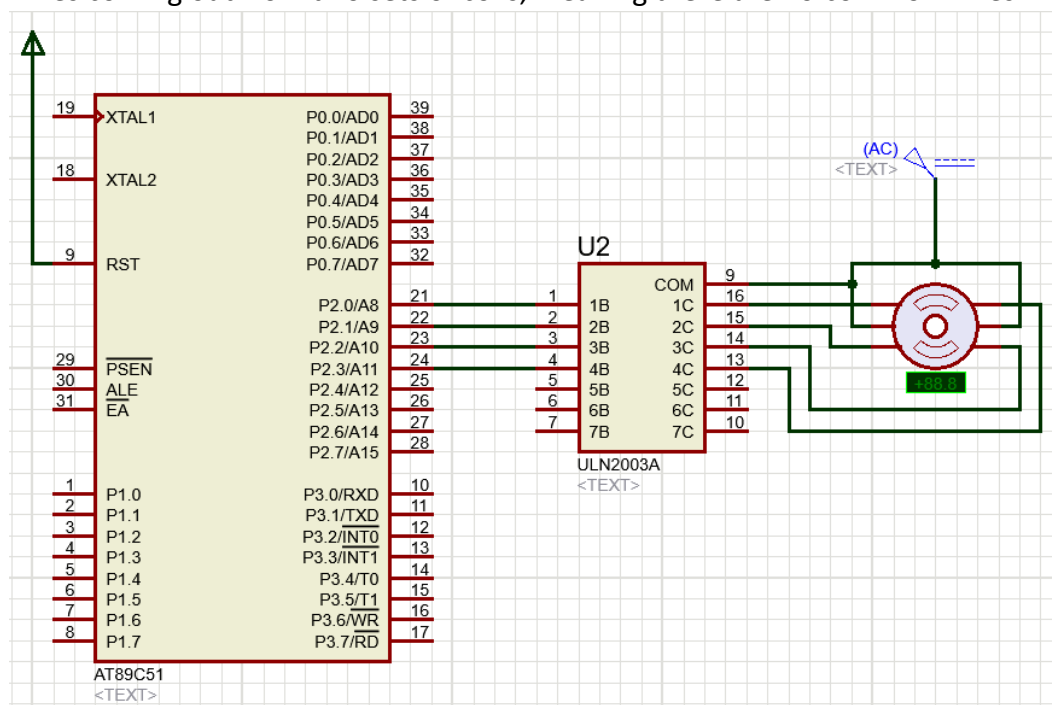 19 XTAL1
18 XTAL2
9 RST
29 PSEN
30 ALE
31 EA
1 P1.0
2 P1.1
3 P1.2
4 P1.3
5 P1.4
6 P1.5
7 P1.6
8 P1.7
P0.0/AD0 39
P0.1/AD1 38
P0.2/AD2 37
P0.3/AD3 36
P0.4/AD4 35
P0.5/AD5 34
P0.6/AD6 33
P0.7/AD7 32
P2.0/A8 21
P2.1/A9 22
P2.2/A10 23
P2.3/A11 24
P2.4/A12 25
P2.5/A13 26
P2.6/A14 27
P2.7/A15 28
P3.0/RXD 10
P3.1/TXD 11
P3.2/INT0 12
P3.3/INT1 13
P3.4/T0 14
P3.5/T1 15
P3.6/WR 16
P3.7/RD 17
AT89C51
<TEXT>
U2
1 1B
2 2B
3 3B
4 4B
5 5B
6 6B
7 7B
COM 9
1C 16
2C 15
3C 14
4C 13
5C 12
6C 11
7C 10
ULN2003A
<TEXT>
(AC)
<TEXT>
+88.8